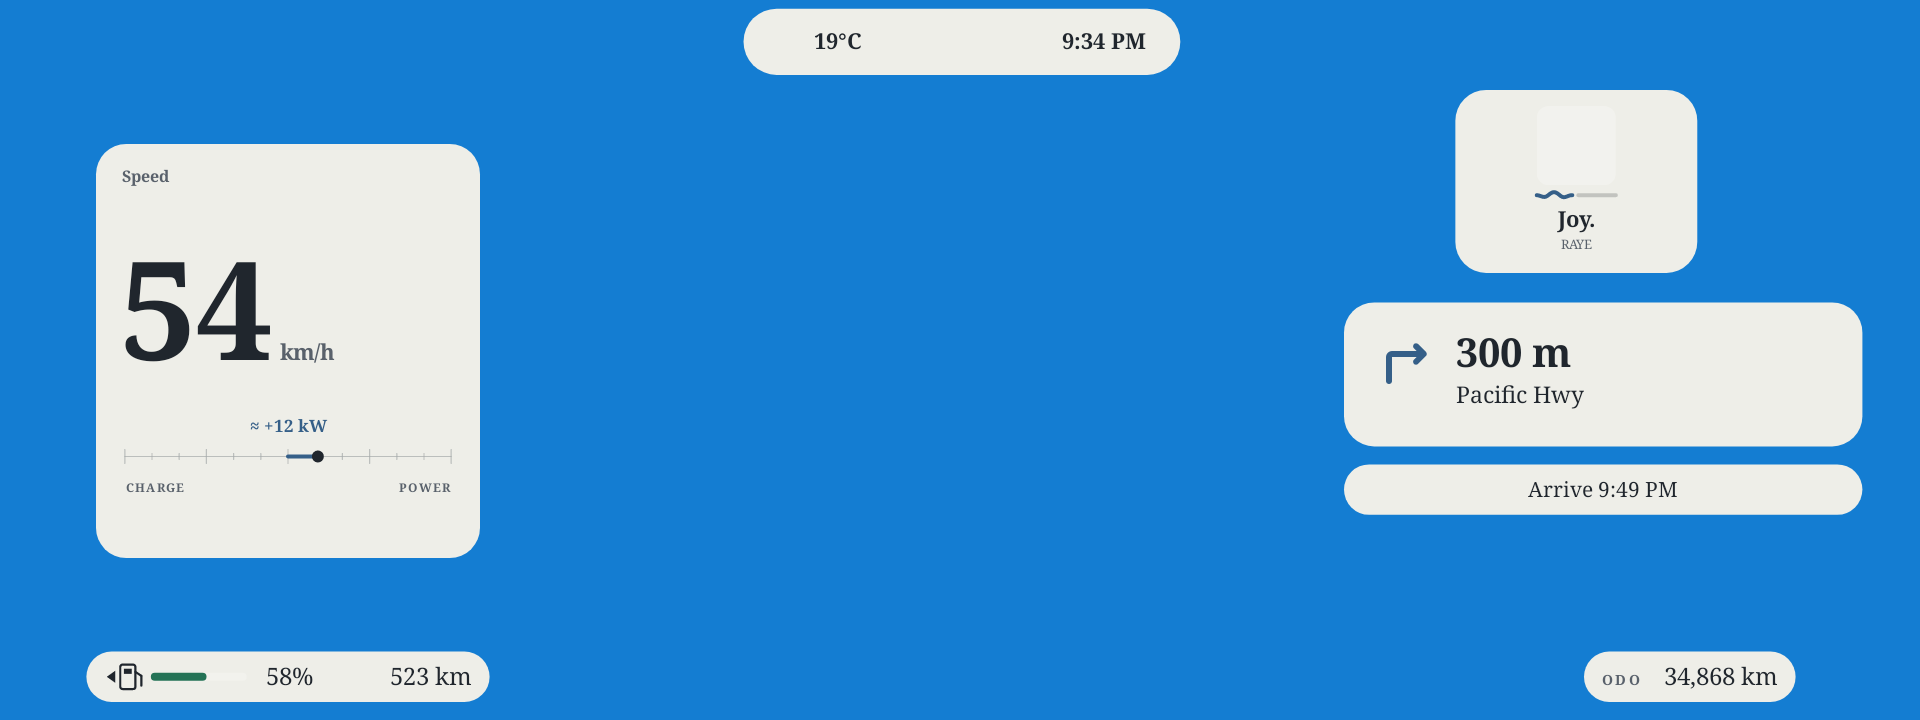 19°C
9:34 PM
Speed
54 km/h
≈ +12 kW
CHARGE
POWER
Joy.
RAYE
300 m
Pacific Hwy
Arrive 9:49 PM
58%
523 km
ODO 34,868 km